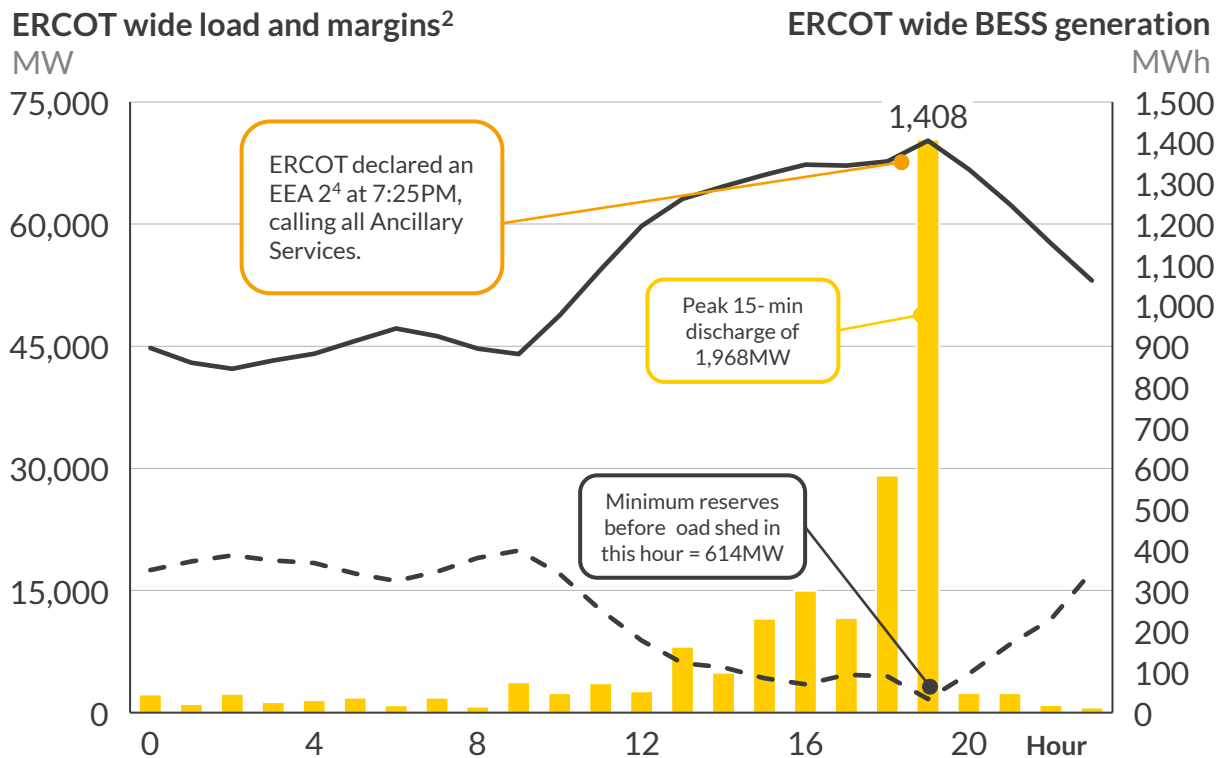 ERCOT wide load and margins²
MW
ERCOT wide BESS generation
MWh
75,000
60,000
45,000
30,000
15,000
0
1,500
1,400
1,300
1,200
1,100
1,000
900
800
700
600
500
400
300
200
100
0
1,408
ERCOT declared an
EEA 2⁴ at 7:25PM,
calling all Ancillary
Services.
Peak 15- min
discharge of
1,968MW
Minimum reserves
before oad shed in
this hour = 614MW
0 4 8 12 16 20 Hour